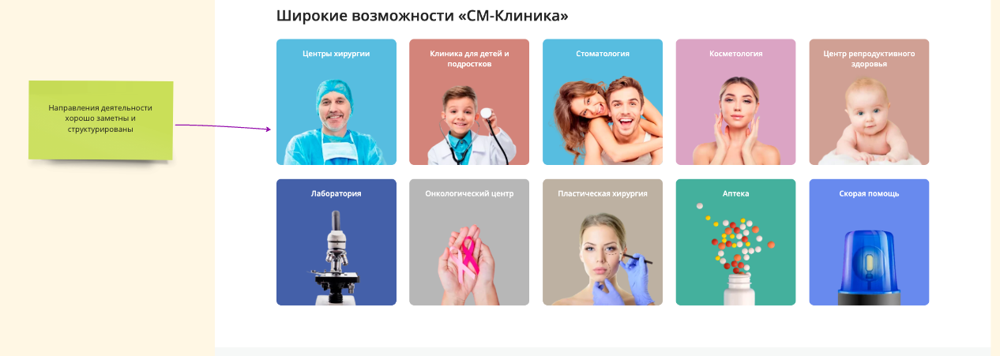 Широкие возможности «СМ-Клиника»
Центры хирургии
Клиника для детей и
подростков
Стоматология
Косметология
Центр репродуктивного
здоровья
Направления деятельности
хорошо заметны и
структурированы
Лаборатория
Онкологический центр
Пластическая хирургия
Аптека
Скорая помощь